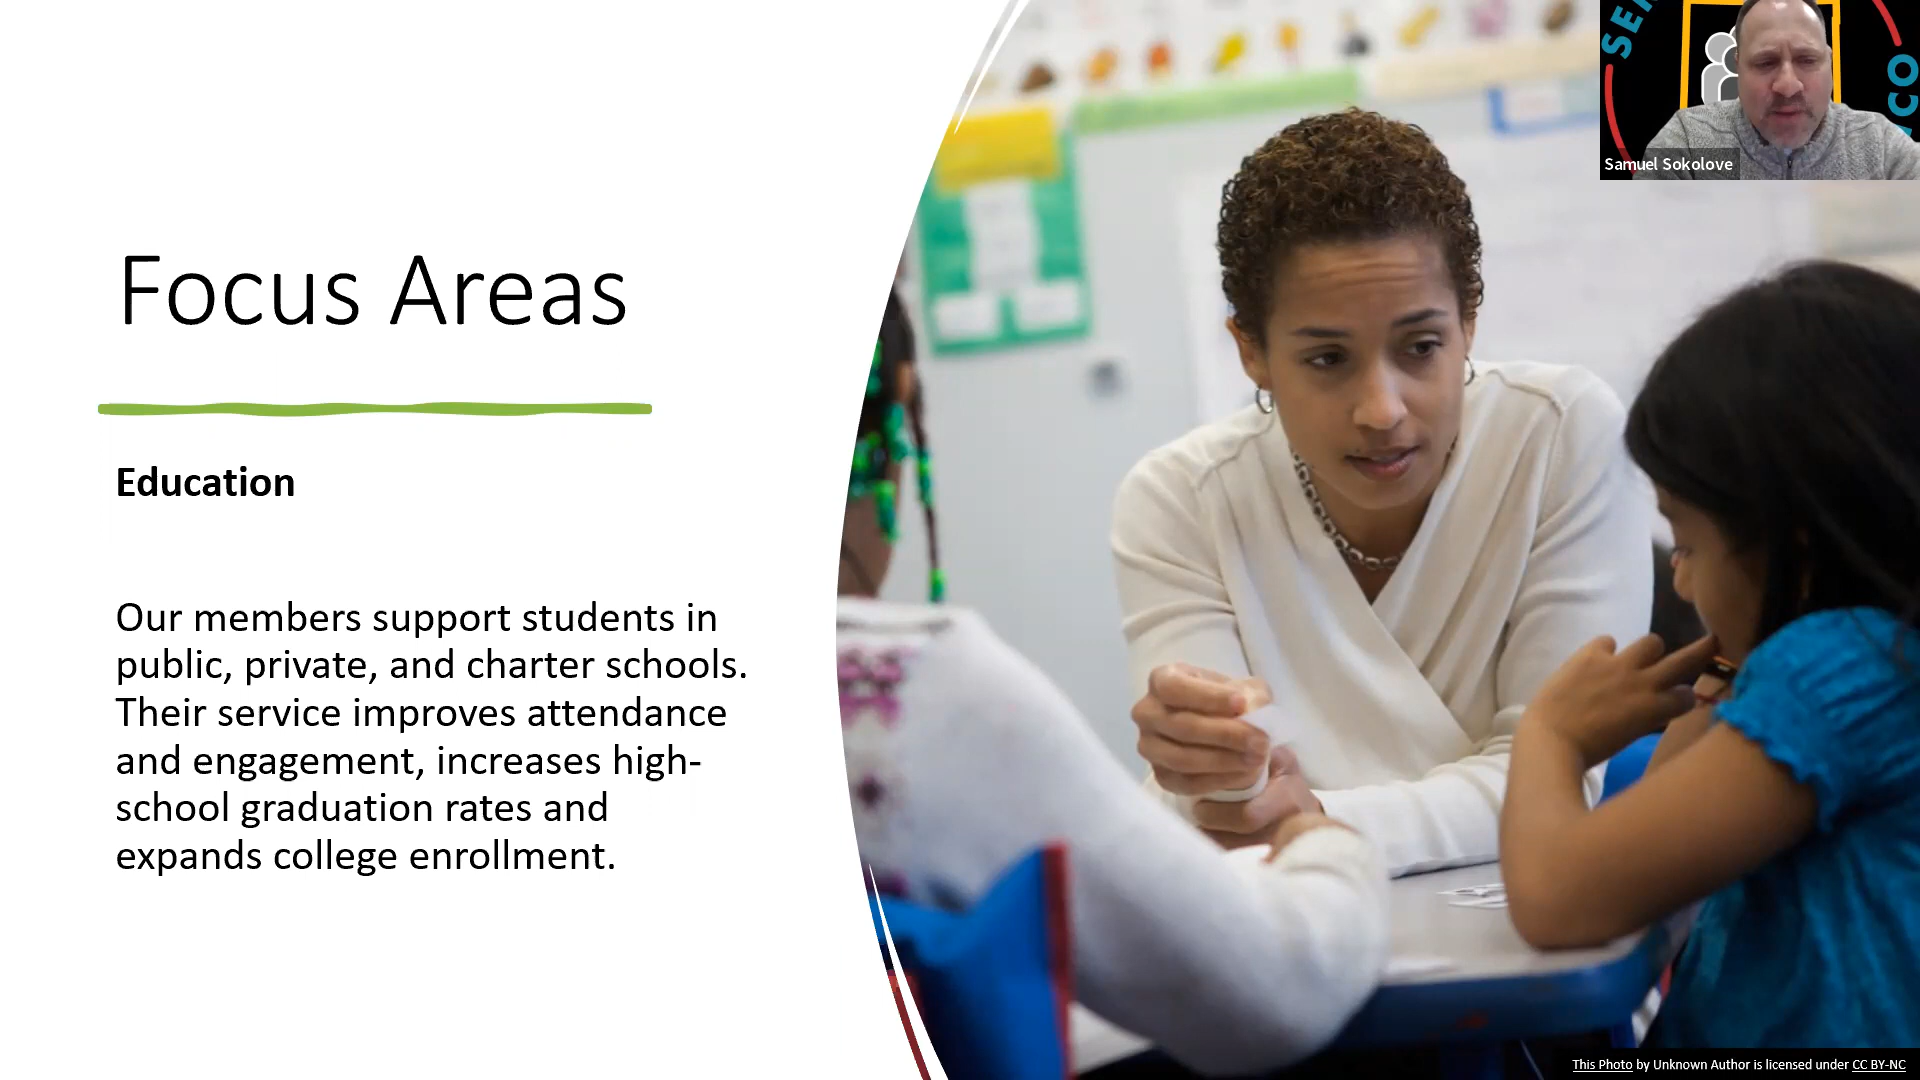 Focus Areas
Education
Our members support students in
public, private, and charter schools.
Their service improves attendance
and engagement, increases high-
school graduation rates and
expands college enrollment.
Samuel Sokolove
This Photo by Unknown Author is licensed under CC BY-NC